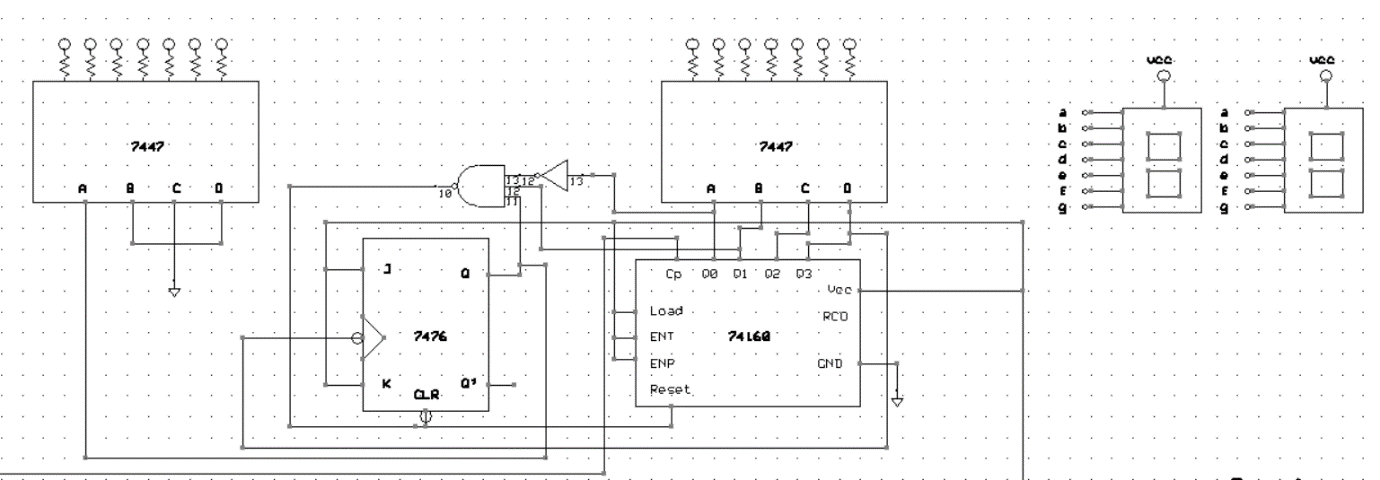 vcc vcc
7447
A B C D
7447
A B C D
a
b
c
d
e
f
g
a
b
c
d
e
f
g
10
13
12
11
12
13
J
Q
7476
K
Q'
CLR
Cp Q0 Q1 Q2 Q3
Vcc
Load
RCO
ENT
74160
ENP
GND
Reset